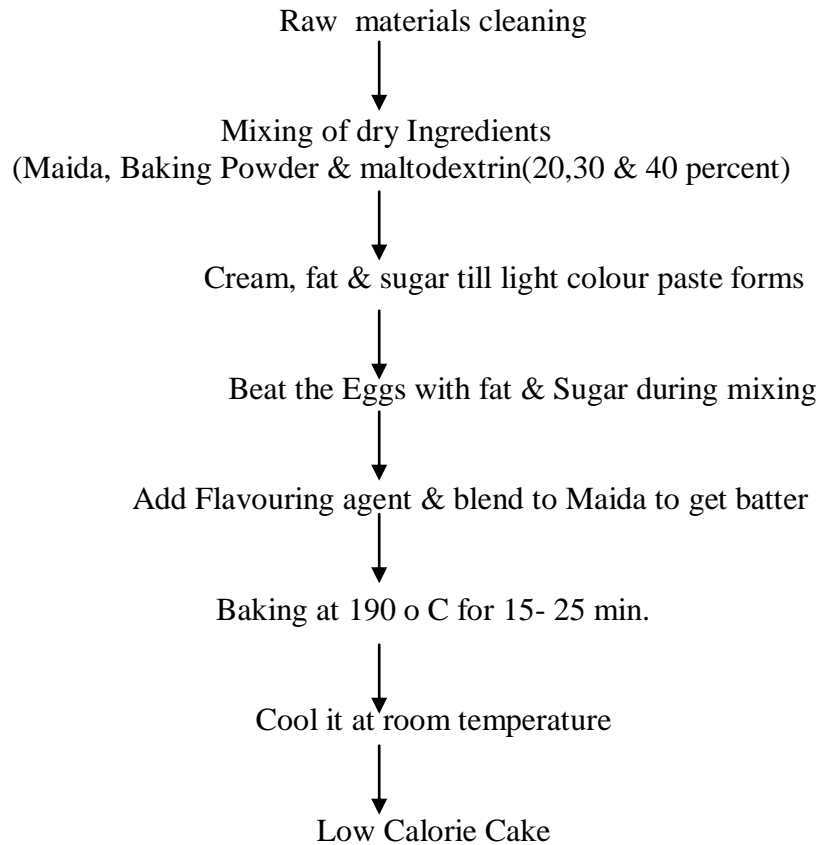 Raw materials cleaning
Mixing of dry Ingredients
(Maida, Baking Powder & maltodextrin(20,30 & 40 percent)
Cream, fat & sugar till light colour paste forms
Beat the Eggs with fat & Sugar during mixing
Add Flavouring agent & blend to Maida to get batter
Baking at 190 o C for 15- 25 min.
Cool it at room temperature
Low Calorie Cake